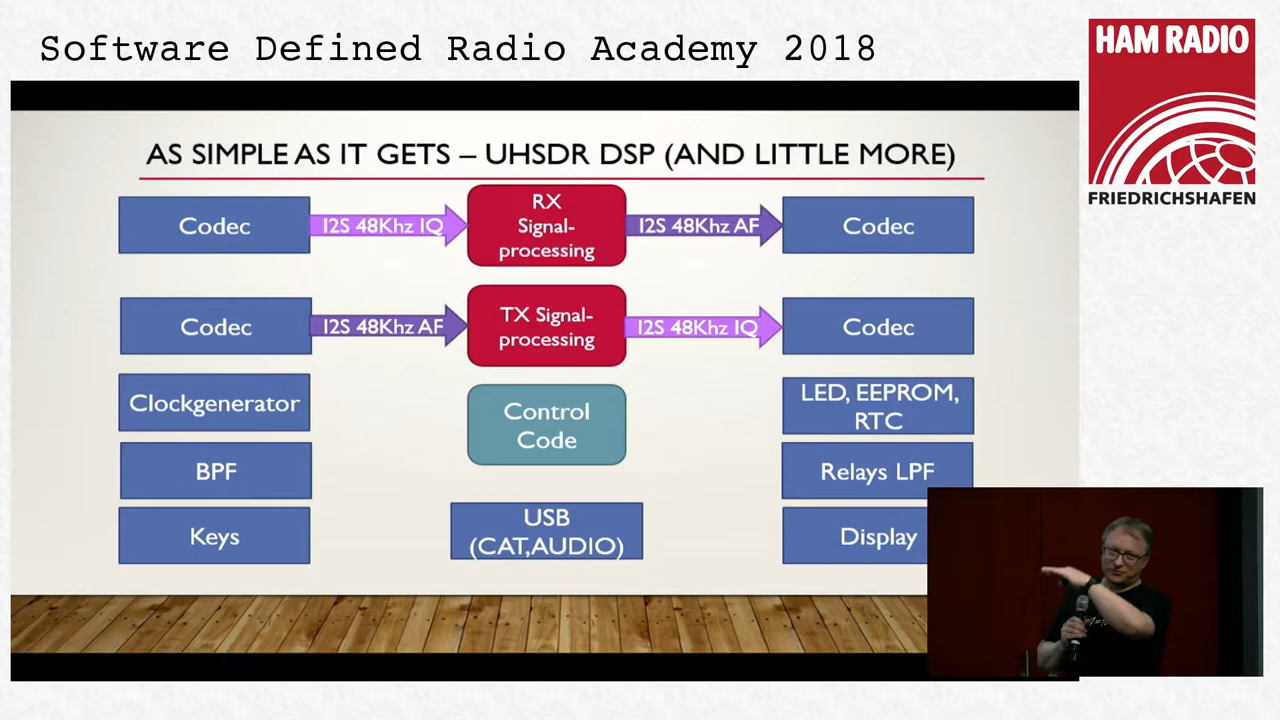 Software Defined Radio Academy 2018
HAM RADIO
FRIEDRICHSHAFEN
AS SIMPLE AS IT GETS – UHSDR DSP (AND LITTLE MORE)
Codec
I2S 48Khz IQ
RX
Signal-
processing
I2S 48Khz AF
Codec
Codec
I2S 48Khz AF
TX Signal-
processing
I2S 48Khz IQ
Codec
Clockgenerator
Control
Code
LED, EEPROM,
RTC
BPF
Relays LPF
Keys
USB
(CAT,AUDIO)
Display